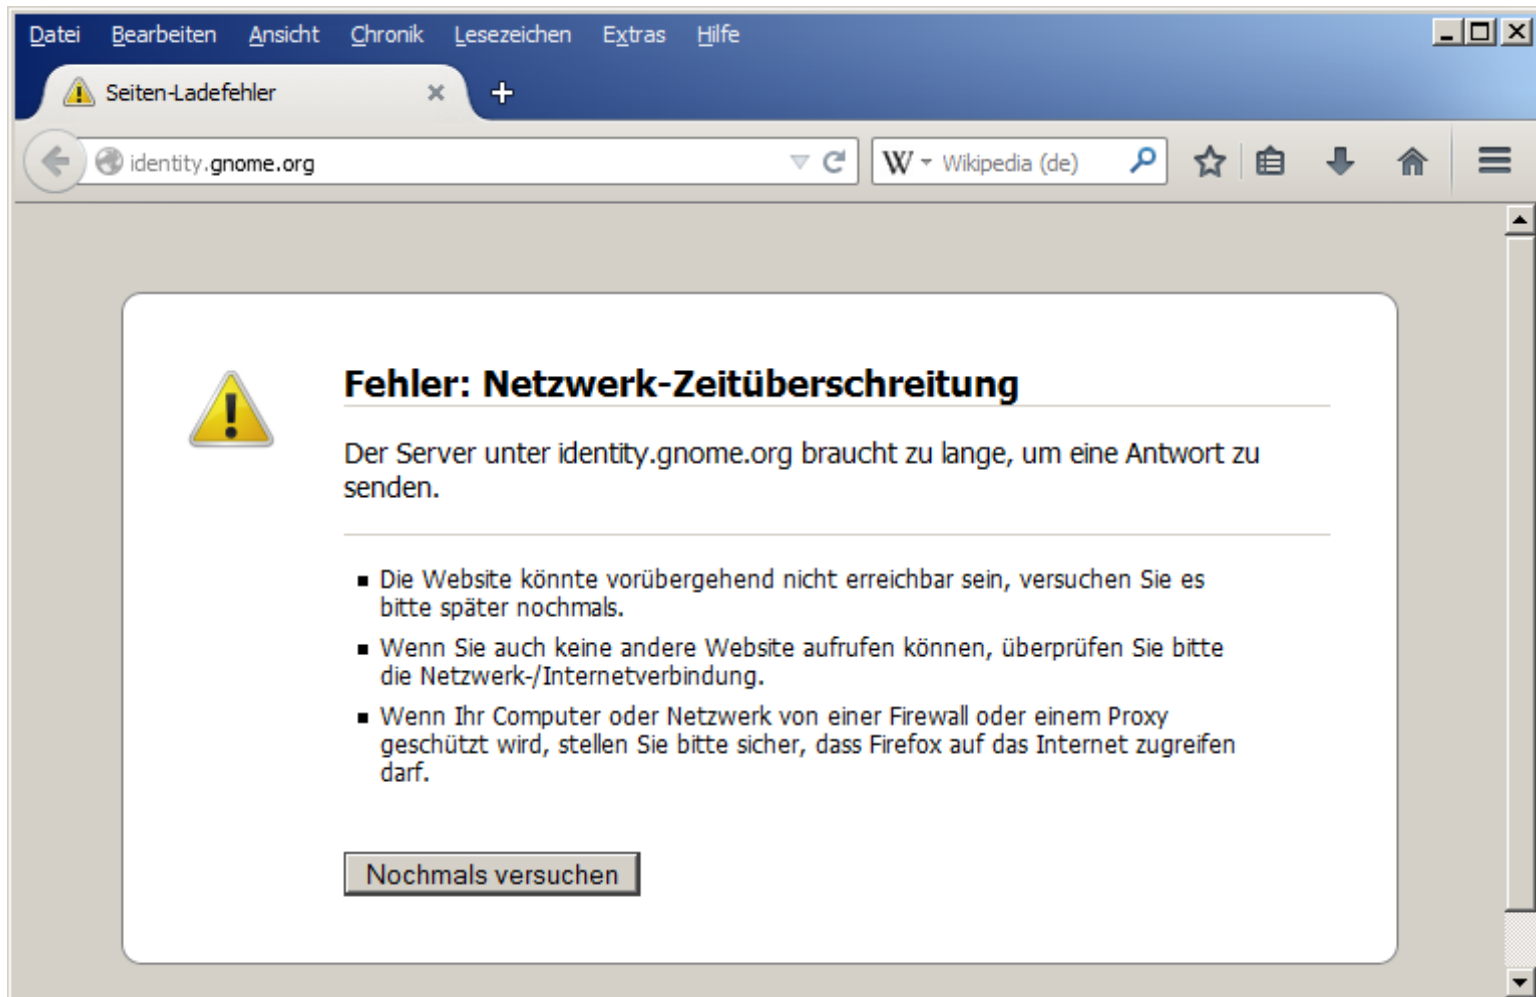 Datei Bearbeiten Ansicht Chronik Lesezeichen Extras Hilfe
Seiten-Ladefehler
identity.gnome.org W Wikipedia (de)
Fehler: Netzwerk-Zeitüberschreitung
Der Server unter identity.gnome.org braucht zu lange, um eine Antwort zu
senden.
Die Website könnte vorübergehend nicht erreichbar sein, versuchen Sie es
bitte später nochmals.
Wenn Sie auch keine andere Website aufrufen können, überprüfen Sie bitte
die Netzwerk-/Internetverbindung.
Wenn Ihr Computer oder Netzwerk von einer Firewall oder einem Proxy
geschützt wird, stellen Sie bitte sicher, dass Firefox auf das Internet zugreifen
darf.
Nochmals versuchen